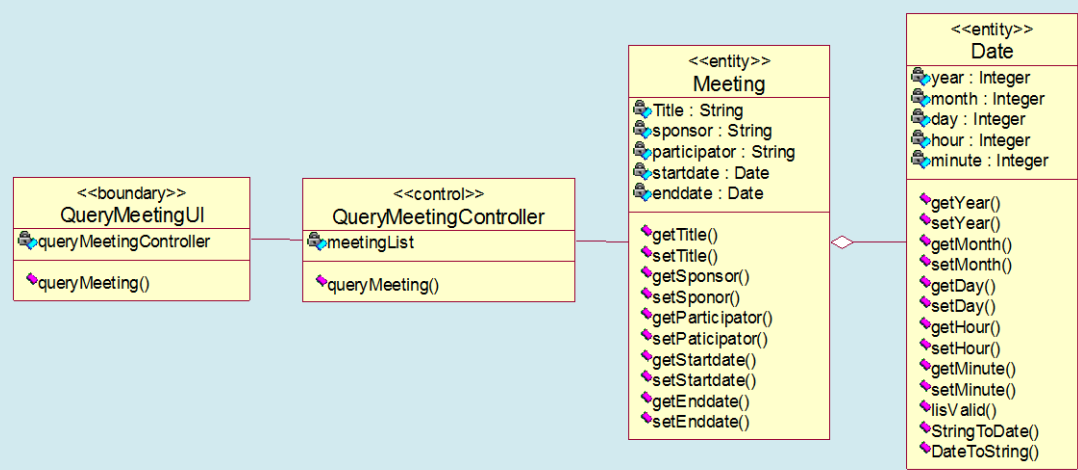 <<boundary>>
QueryMeetingUI
queryMeetingController
queryMeeting()
<<control>>
QueryMeetingController
meetingList
queryMeeting()
<<entity>>
Meeting
Title : String
sponsor : String
participator : String
startdate : Date
enddate : Date
getTitle()
setTitle()
getSponsor()
setSponor()
getParticipator()
setPaticipator()
getStartdate()
setStartdate()
getEnddate()
setEnddate()
<<entity>>
Date
year : Integer
month : Integer
day : Integer
hour : Integer
minute : Integer
getYear()
setYear()
getMonth()
setMonth()
getDay()
setDay()
getHour()
setHour()
getMinute()
setMinute()
IisValid()
StringToDate()
DateToString()